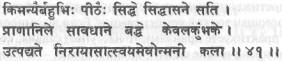 किमन्यैर्बहुभिः पीठैः सिद्धे सिद्धासने सति ।
प्राणानिले सावधाने बद्धे केवलकुंभके ।
उत्पद्यते निरायासात्स्वयमेवोन्मनी कला ॥ ४१ ॥